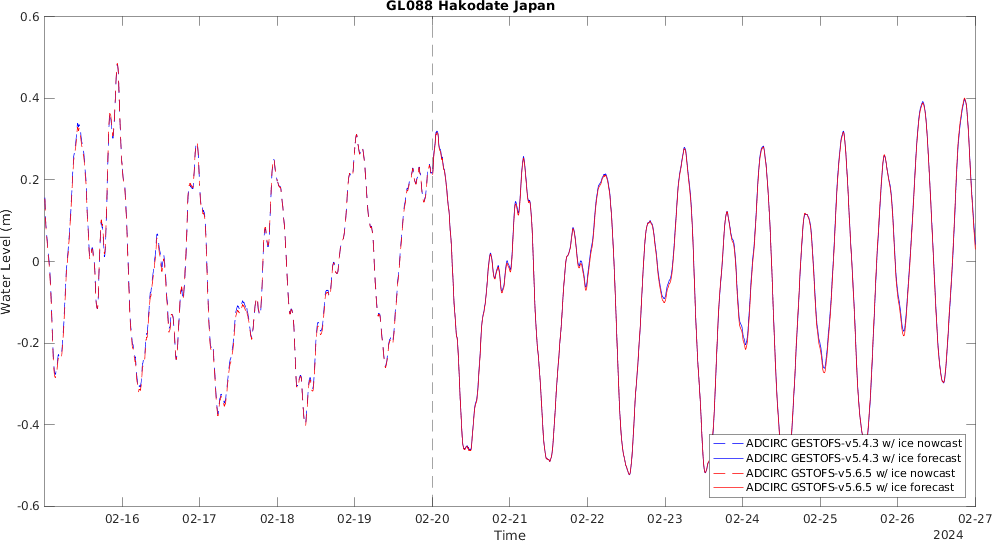 GL088 Hakodate Japan
0.6
0.4
0.2
0
-0.2
-0.4
-0.6
Water Level (m)
ADCIRC GESTOFS-v5.4.3 w/ ice nowcast
ADCIRC GESTOFS-v5.4.3 w/ ice forecast
ADCIRC GSTOFS-v5.6.5 w/ ice nowcast
ADCIRC GSTOFS-v5.6.5 w/ ice forecast
02-16 02-17 02-18 02-19 02-20 02-21 02-22 02-23 02-24 02-25 02-26 02-27
Time
2024